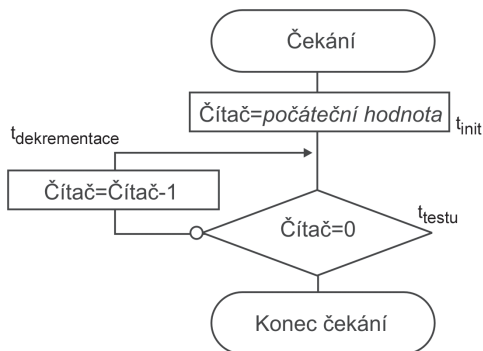 Čekání
Čítač=počáteční hodnota
t_init
t_dekrementace
Čítač=Čítač-1
Čítač=0
t_testu
Konec čekání